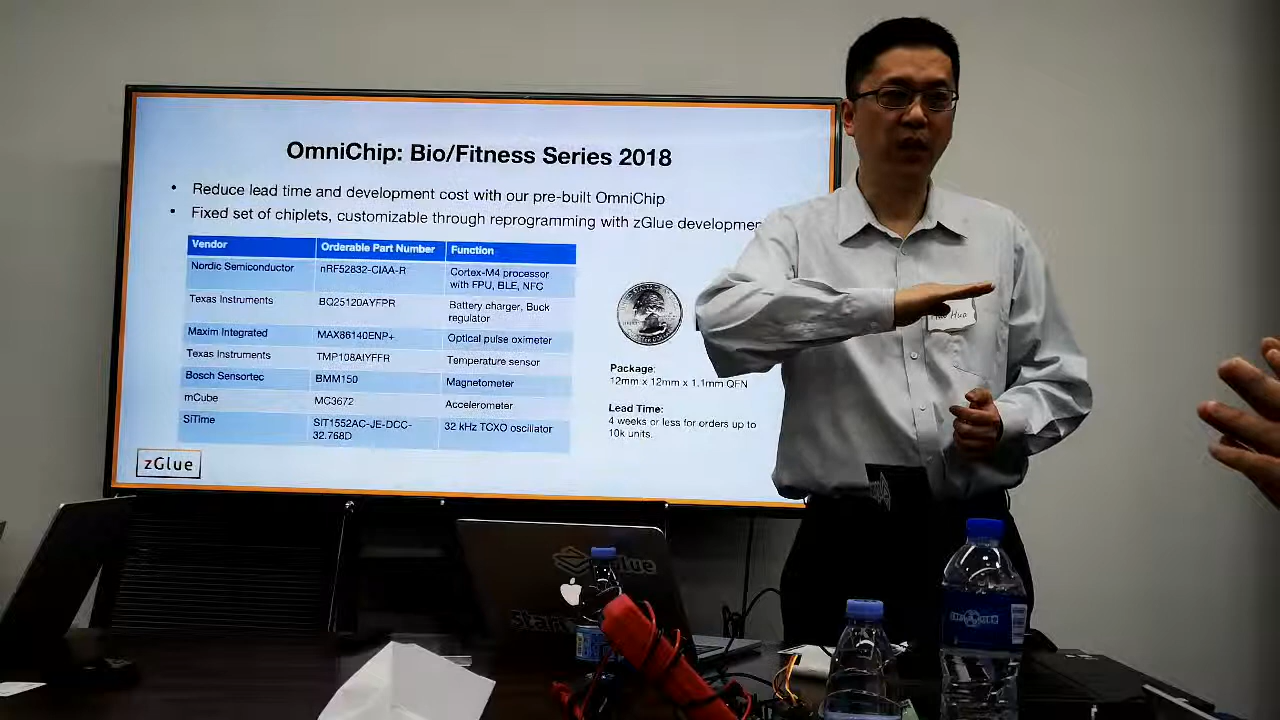 OmniChip: Bio/Fitness Series 2018
• Reduce lead time and development cost with our pre-built OmniChip
• Fixed set of chiplets, customizable through reprogramming with zGlue developmen
Vendor Orderable Part Number Function
Nordic Semiconductor nRF52832-CIAA-R Cortex-M4 processor
with FPU, BLE, NFC
Texas Instruments BQ25120AYFPR Battery charger, Buck
regulator
Maxim Integrated MAX86140ENP+ Optical pulse oximeter
Texas Instruments TMP108AIYFFR Temperature sensor
Bosch Sensortec BMM150 Magnetometer
mCube MC3672 Accelerometer
SiTime SIT1552AC-JE-DCC-
32.768D 32 kHz TCXO oscillator
Package:
12mm x 12mm x 1.1mm QFN
Lead Time:
4 weeks or less for orders up to
10k units.
zGlue
Hua
zGlue